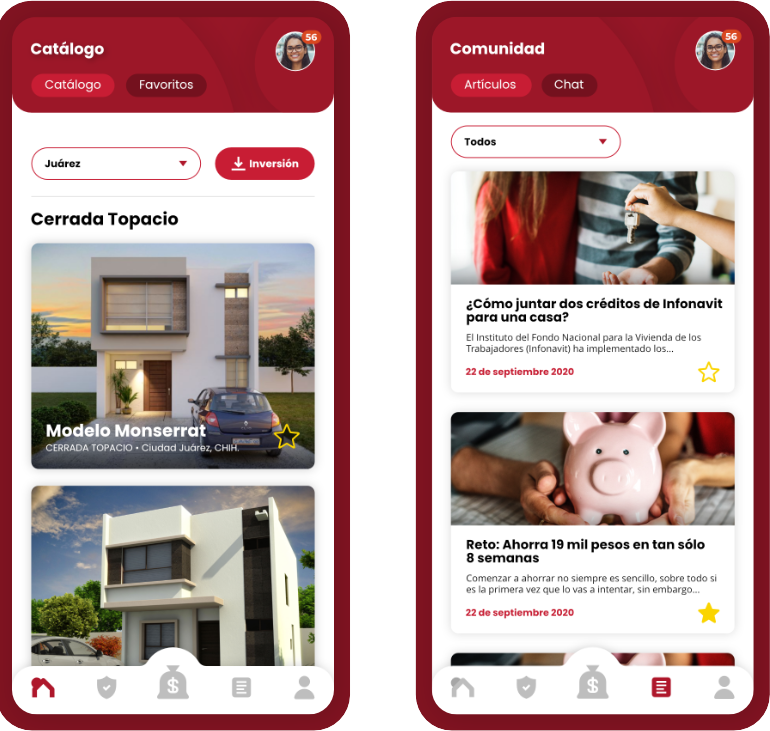 Catálogo
56
Catálogo
Favoritos
Juárez
Inversión
Cerrada Topacio
Modelo Monserrat
CERRADA TOPACIO • Ciudad Juárez, CHIH.
$
Comunidad
56
Artículos
Chat
Todos
¿Cómo juntar dos créditos de Infonavit
para una casa?
El Instituto del Fondo Nacional para la Vivienda de los
Trabajadores (Infonavit) ha implementado los...
22 de septiembre 2020
Reto: Ahorra 19 mil pesos en tan sólo
8 semanas
Comenzar a ahorrar no siempre es sencillo, sobre todo si
es la primera vez que lo vas a intentar, sin embargo...
22 de septiembre 2020
$